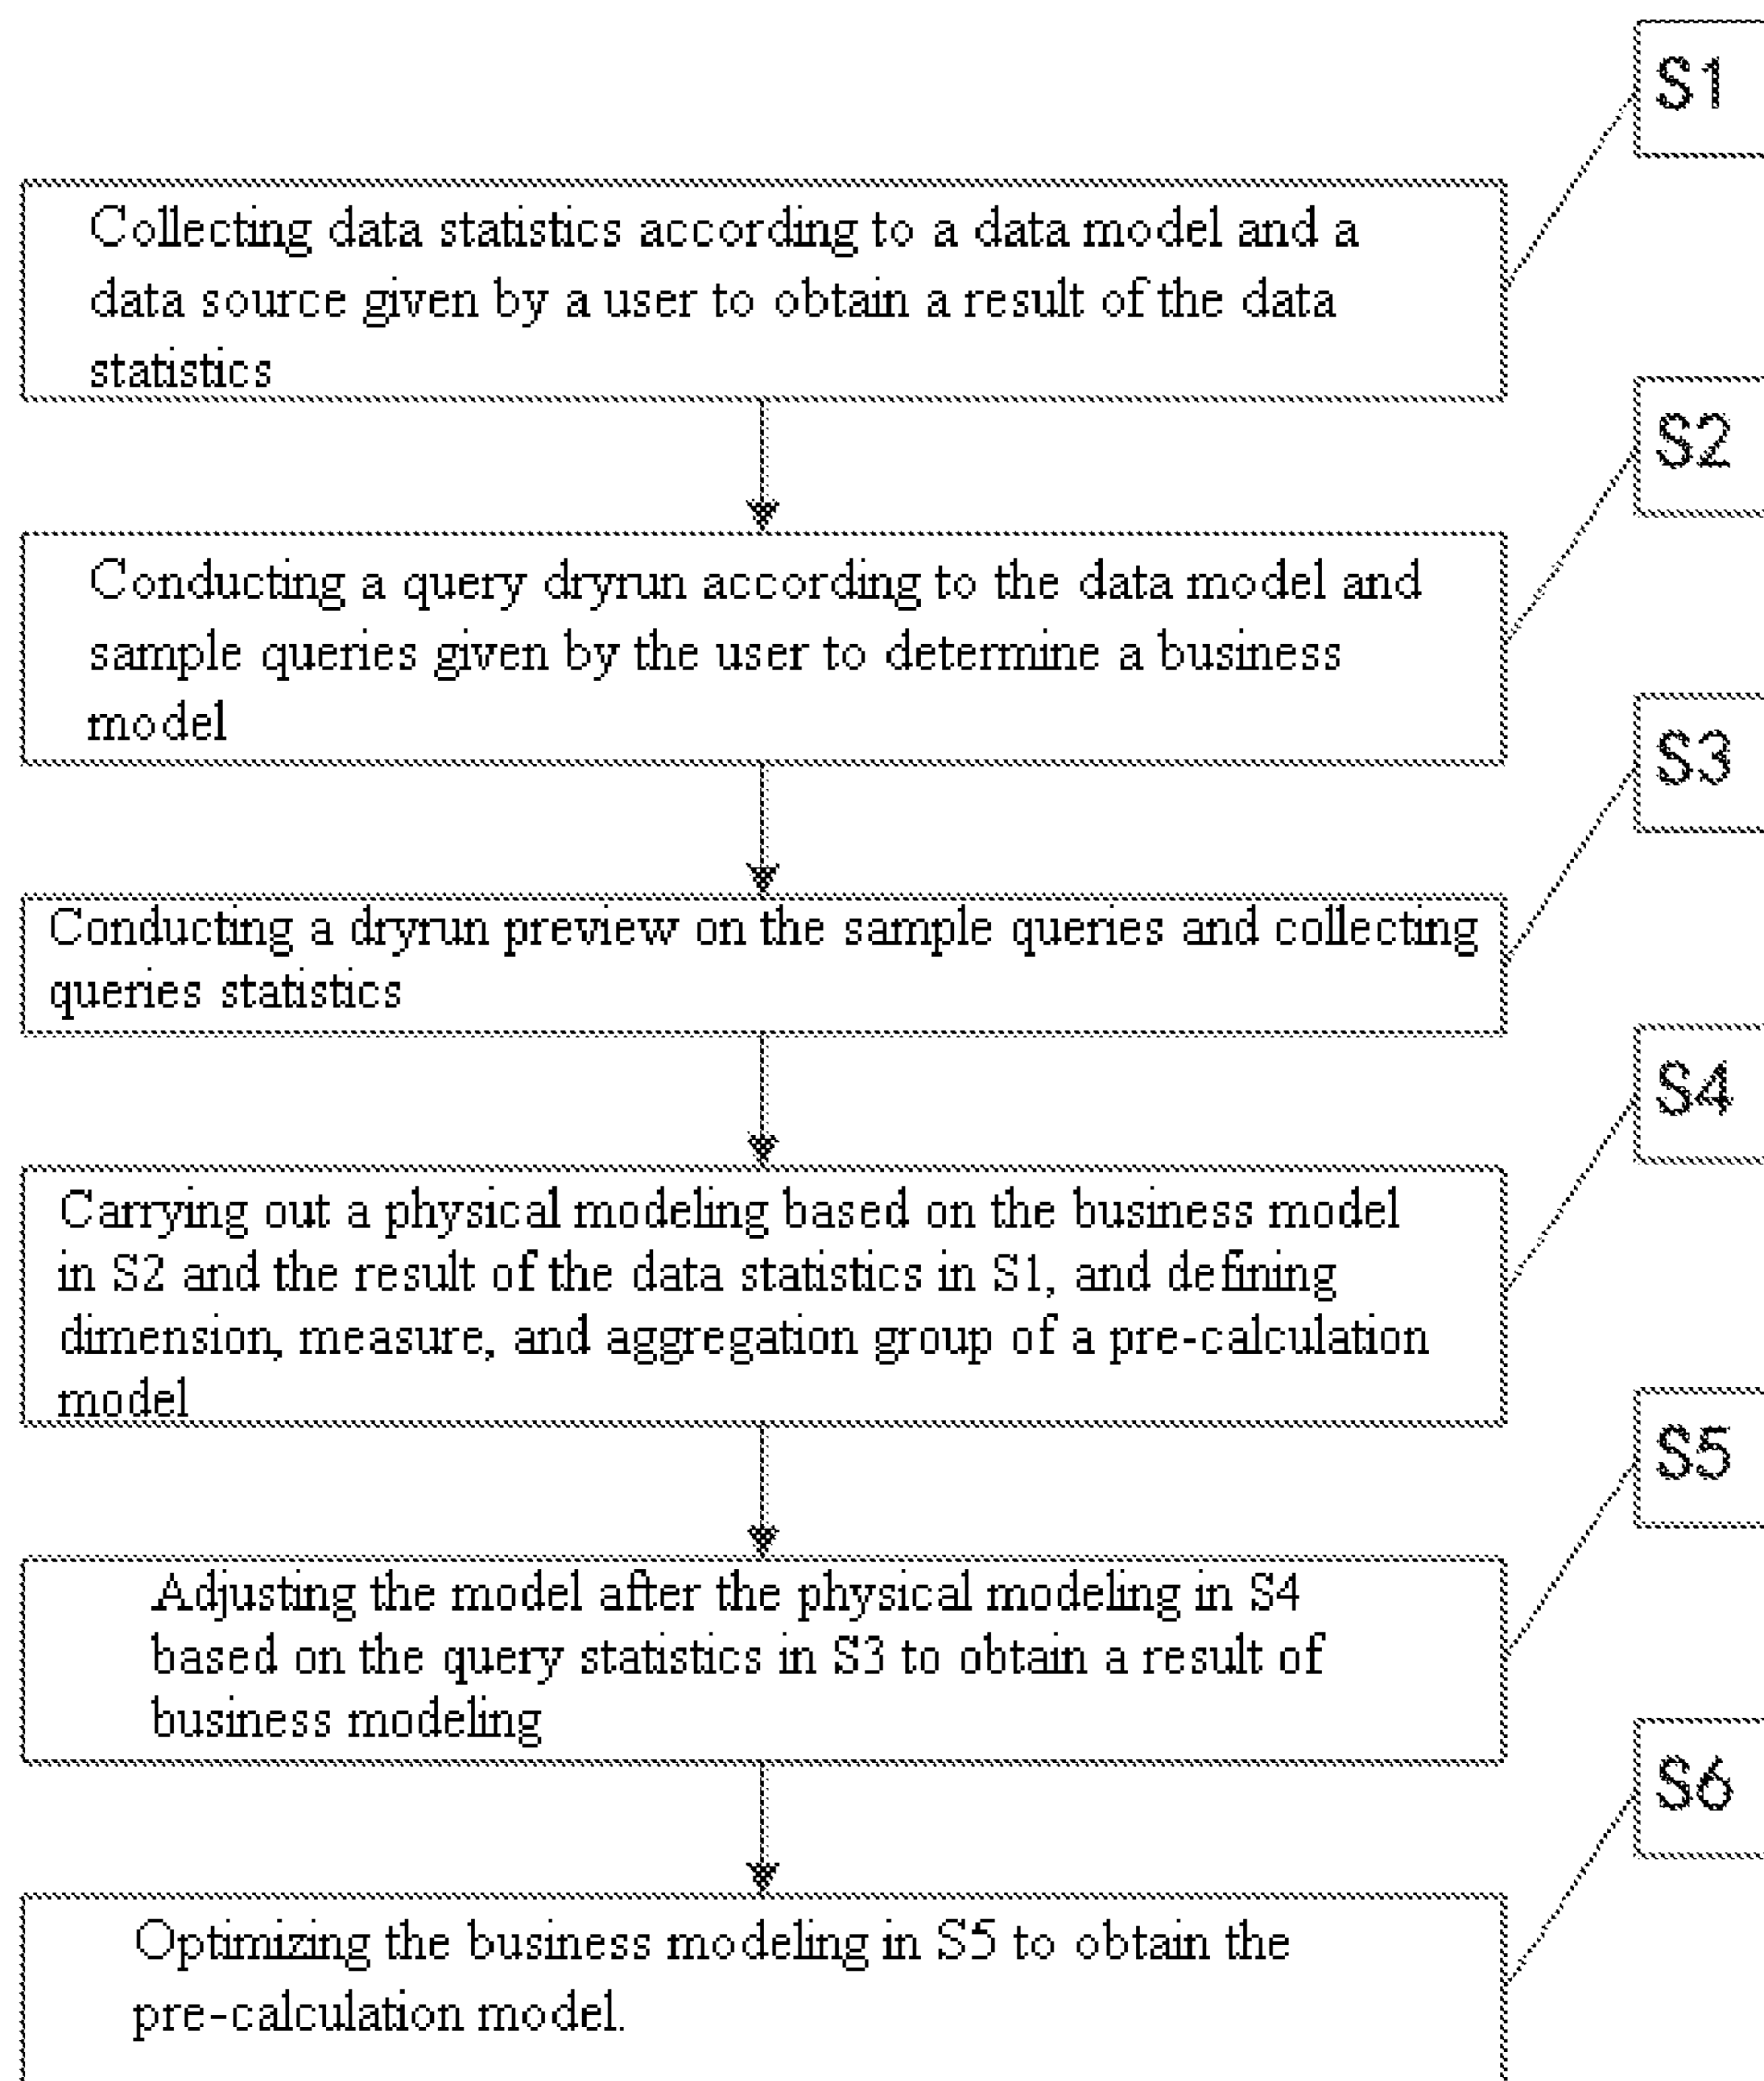 S1
Collecting data statistics according to a data model and a
data source given by a user to obtain a result of the data
statistics
S2
Conducting a query dryrun according to the data model and
sample queries given by the user to determine a business
model
S3
Conducting a dryrun preview on the sample queries and collecting
queries statistics
S4
Carrying out a physical modeling based on the business model
in S2 and the result of the data statistics in S1, and defining
dimension, measure, and aggregation group of a pre-calculation
model
S5
Adjusting the model after the physical modeling in S4
based on the query statistics in S3 to obtain a result of
business modeling
S6
Optimizing the business modeling in S5 to obtain the
pre-calculation model.